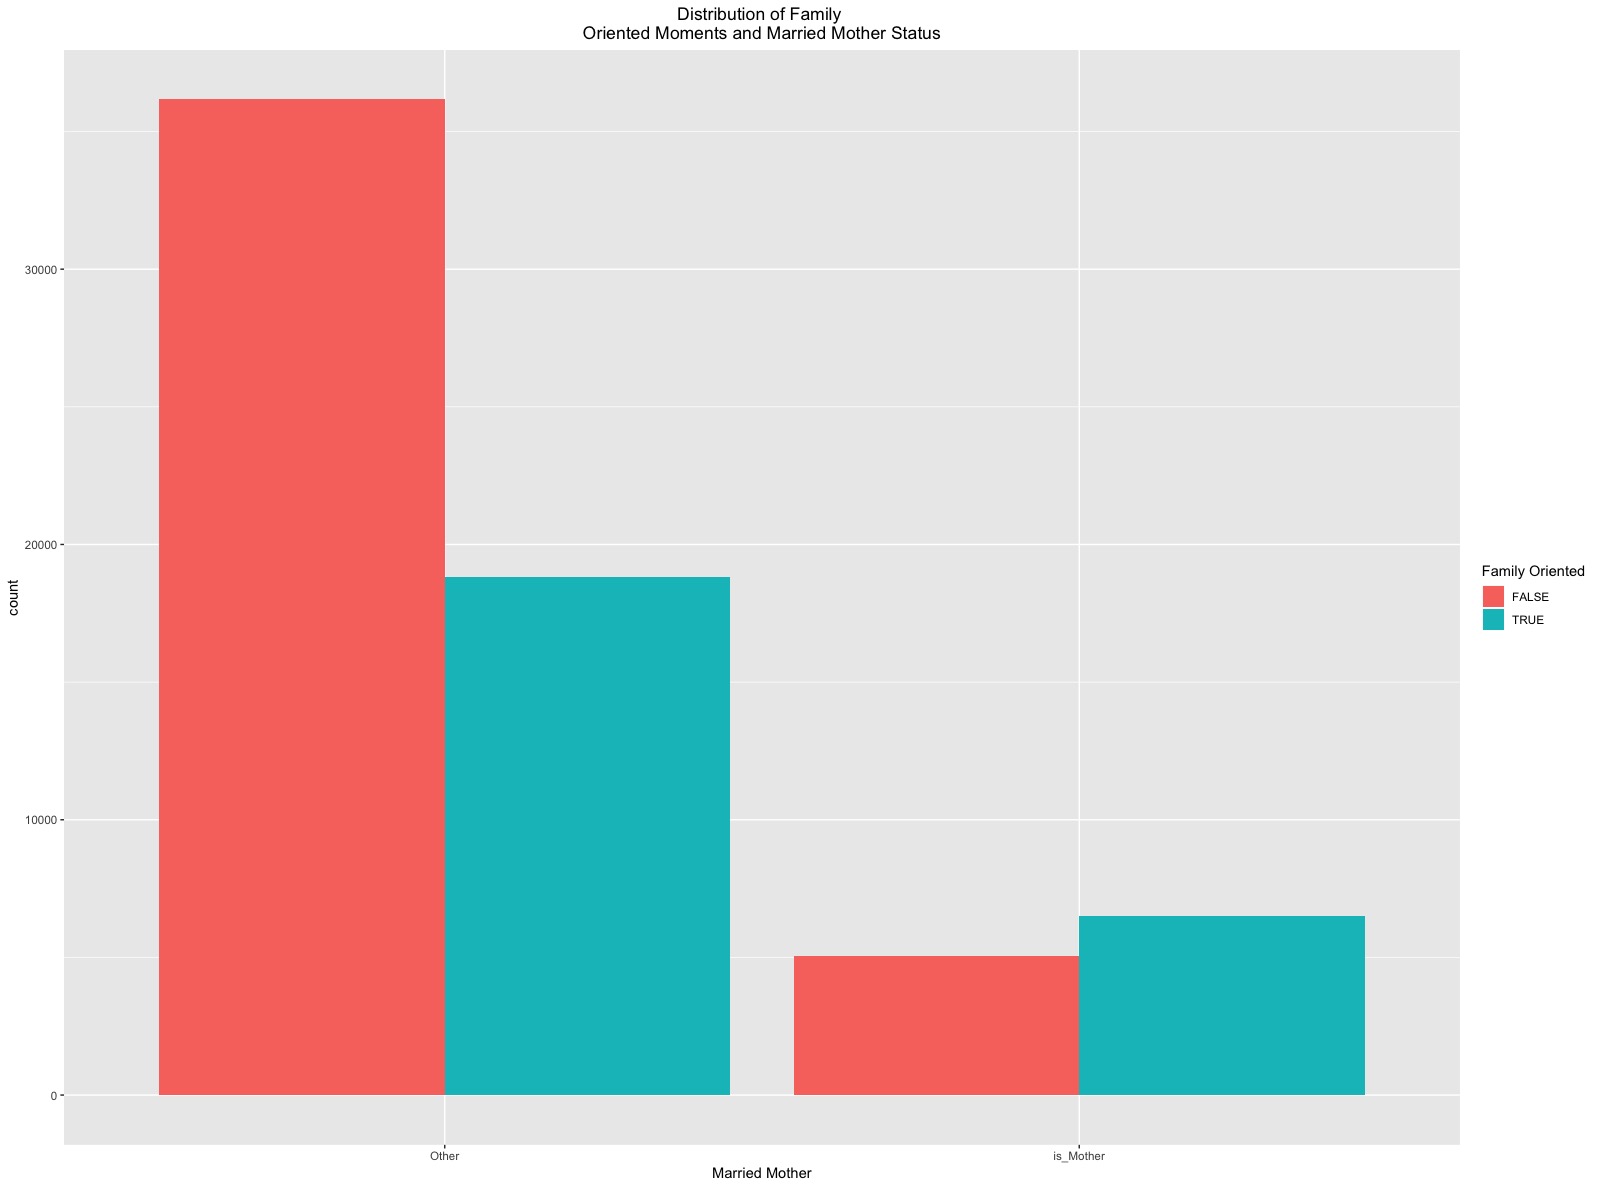 Distribution of Family
Oriented Moments and Married Mother Status
count
30000
20000
10000
0
Other
is_Mother
Married Mother
Family Oriented
FALSE
TRUE